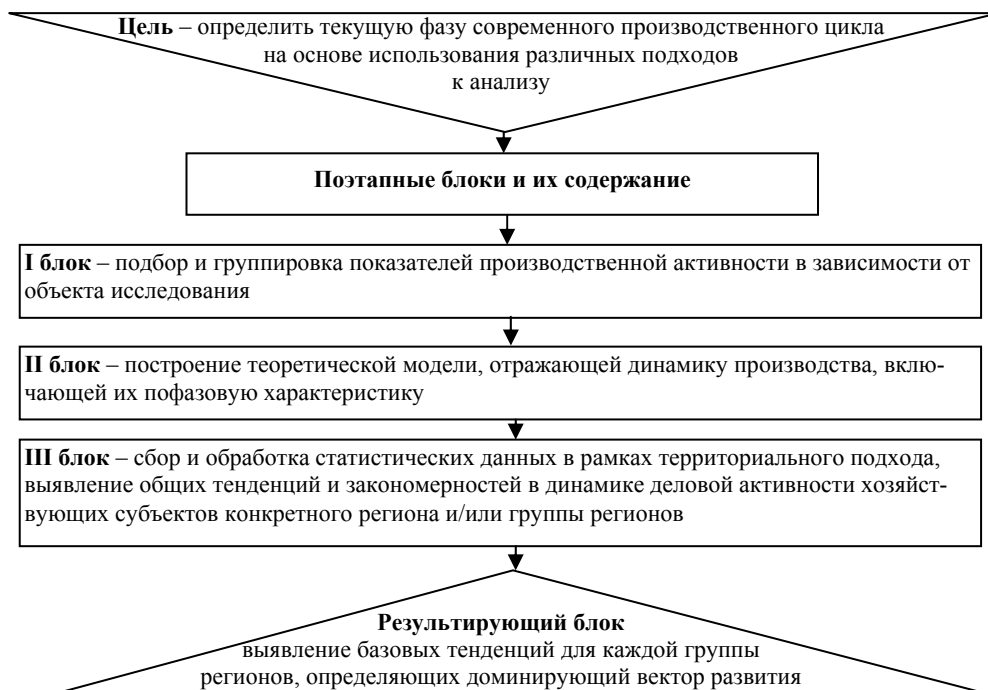 Цель – определить текущую фазу современного производственного цикла
на основе использования различных подходов
к анализу
Поэтапные блоки и их содержание
I блок – подбор и группировка показателей производственной активности в зависимости от
объекта исследования
II блок – построение теоретической модели, отражающей динамику производства, вклю-
чающей их пофазовую характеристику
III блок – сбор и обработка статистических данных в рамках территориального подхода,
выявление общих тенденций и закономерностей в динамике деловой активности хозяйст-
вующих субъектов конкретного региона и/или группы регионов
Результирующий блок
выявление базовых тенденций для каждой группы
регионов, определяющих доминирующий вектор развития